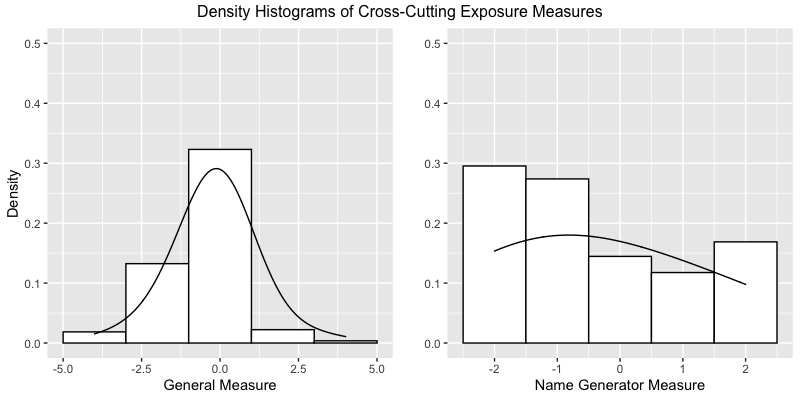 Density Histograms of Cross-Cutting Exposure Measures
Density
0.5
0.4
0.3
0.2
0.1
0.0
-5.0 -2.5 0.0 2.5 5.0
General Measure
0.5
0.4
0.3
0.2
0.1
0.0
-2 -1 0 1 2
Name Generator Measure